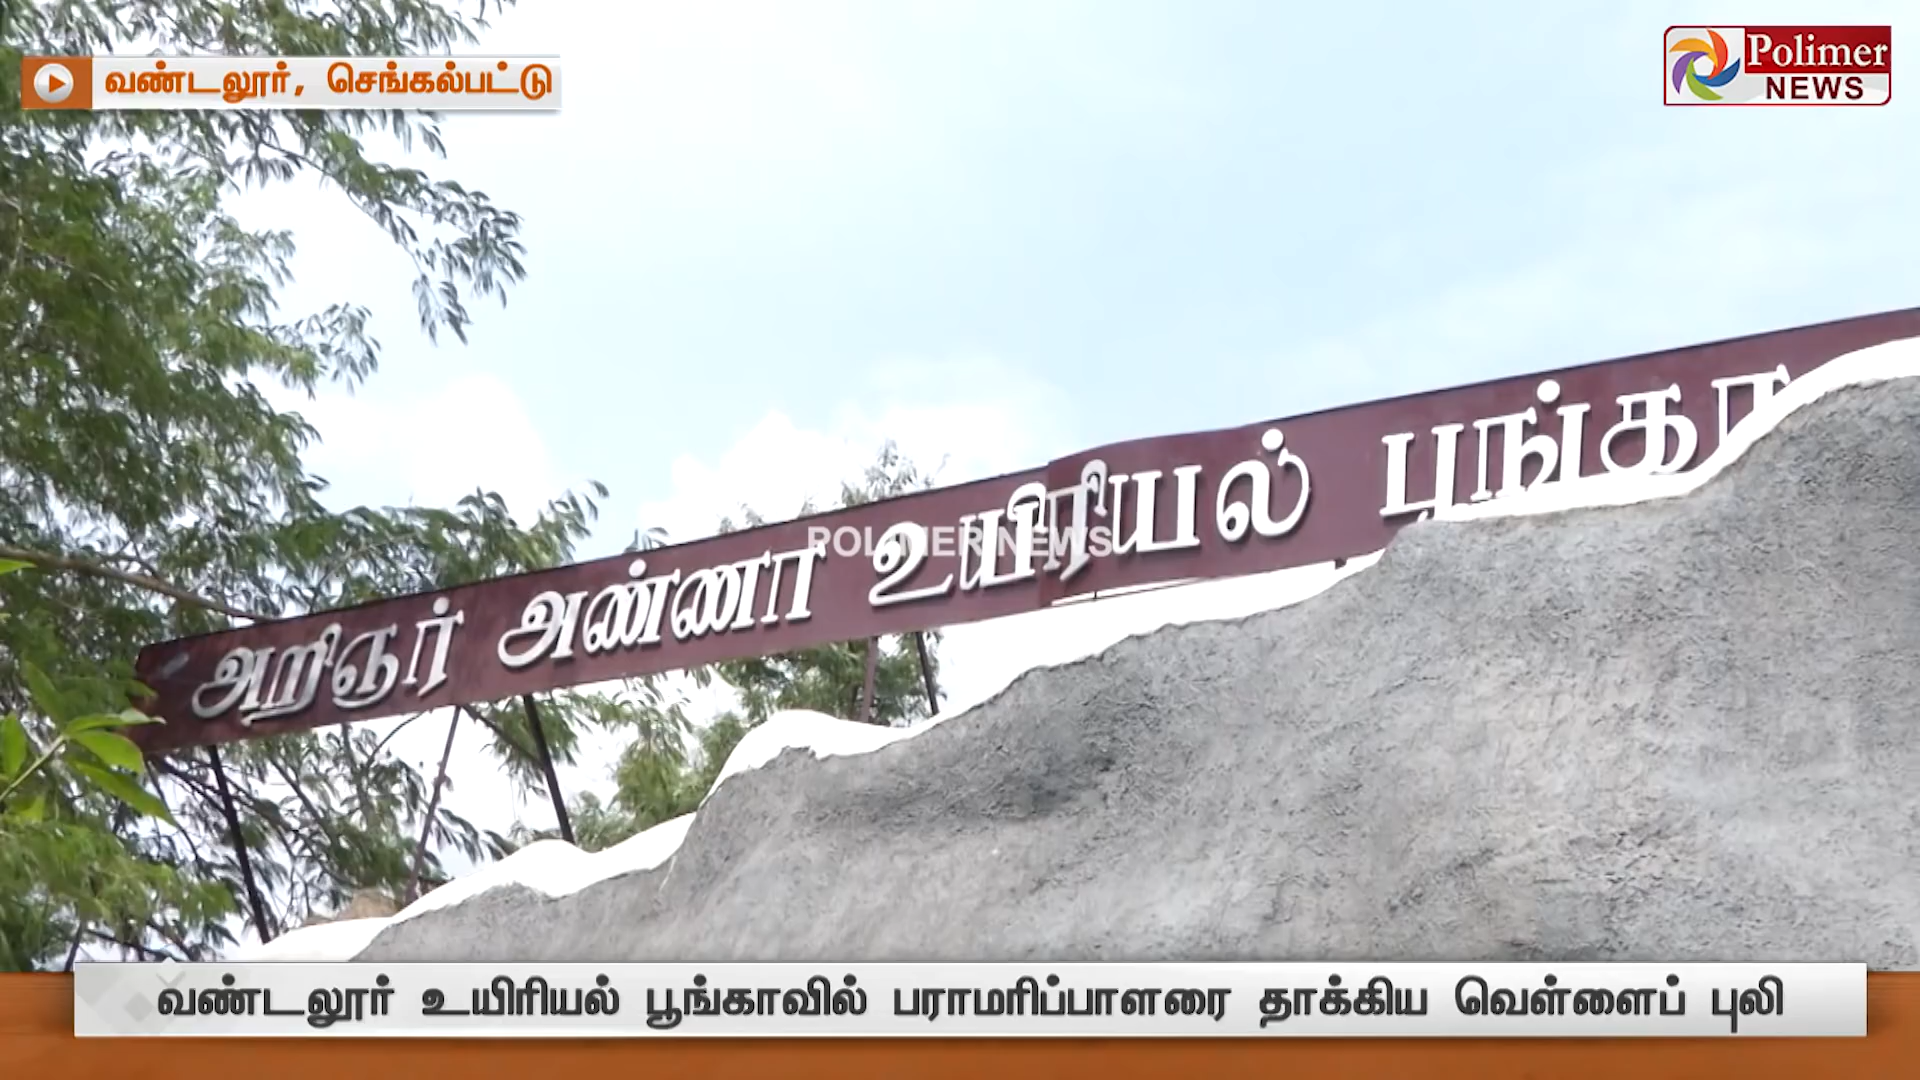 வண்டலூர், செங்கல்பட்டு
Polimer
NEWS
அறிஞர் அண்ணா உயிரியல்
POLIMER NEWS
வண்டலூர் உயிரியல் பூங்காவில் பராமரிப்பாளரை தாக்கிய வெள்ளைப் புலி